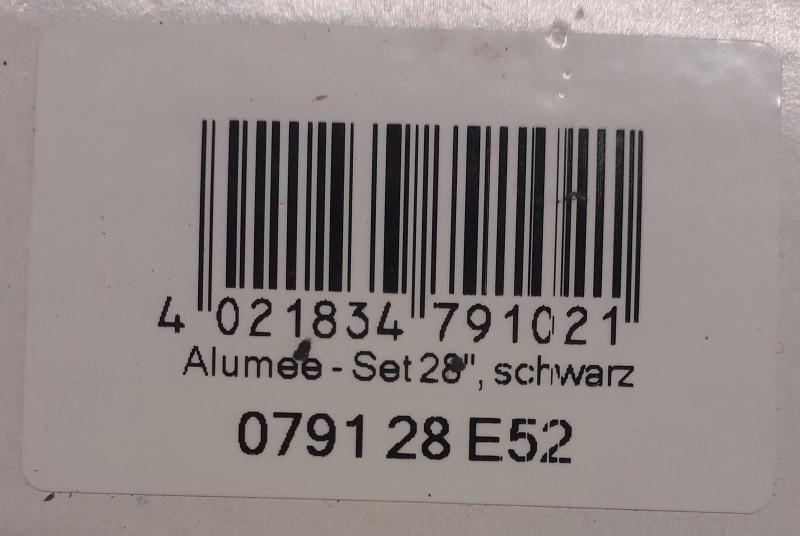 4 021834 791021
Alumee - Set 28", schwarz
0791 28 E52